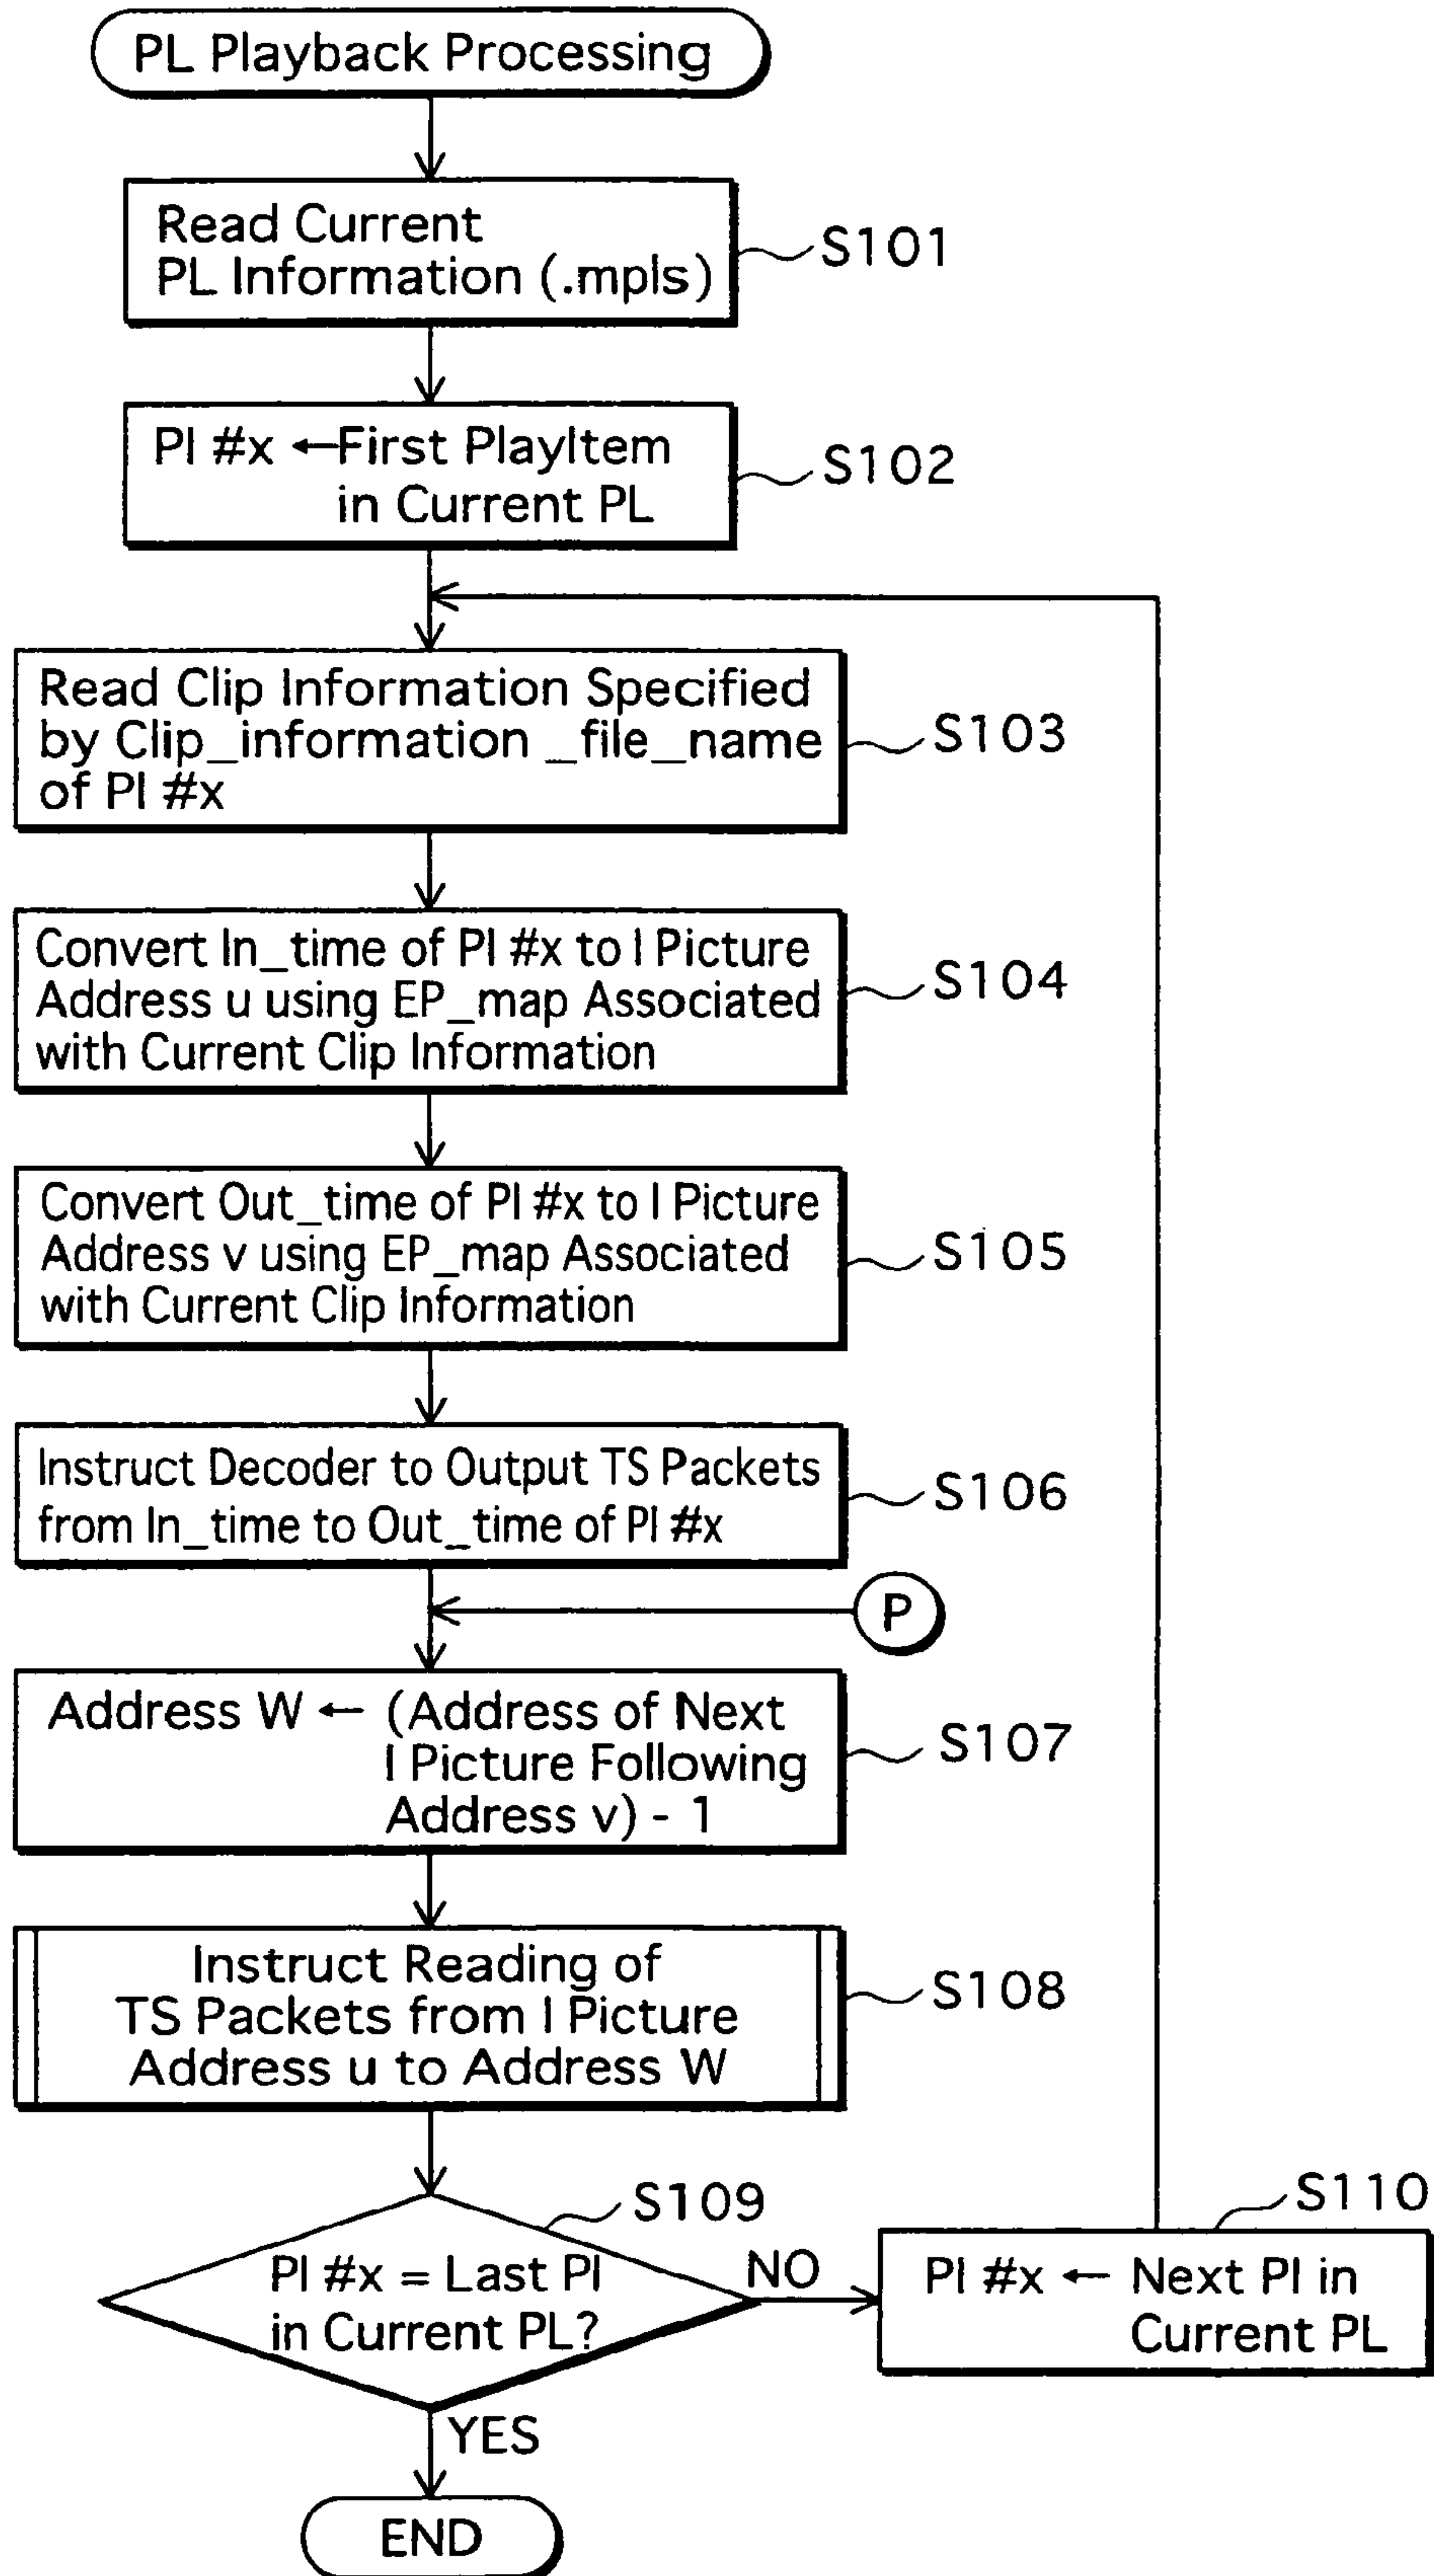 PL Playback Processing
Read Current
PL Information (.mpls)
S101
PI #x ←First PlayItem
in Current PL
S102
Read Clip Information Specified
by Clip_information _file_name
of PI #x
S103
Convert In_time of PI #x to I Picture
Address u using EP_map Associated
with Current Clip Information
S104
Convert Out_time of PI #x to I Picture
Address v using EP_map Associated
with Current Clip Information
S105
Instruct Decoder to Output TS Packets
from In_time to Out_time of PI #x
S106
P
Address W ← (Address of Next
I Picture Following
Address v) - 1
S107
Instruct Reading of
TS Packets from I Picture
Address u to Address W
S108
S109
PI #x = Last PI
in Current PL?
NO
S110
PI #x ← Next PI in
Current PL
YES
END